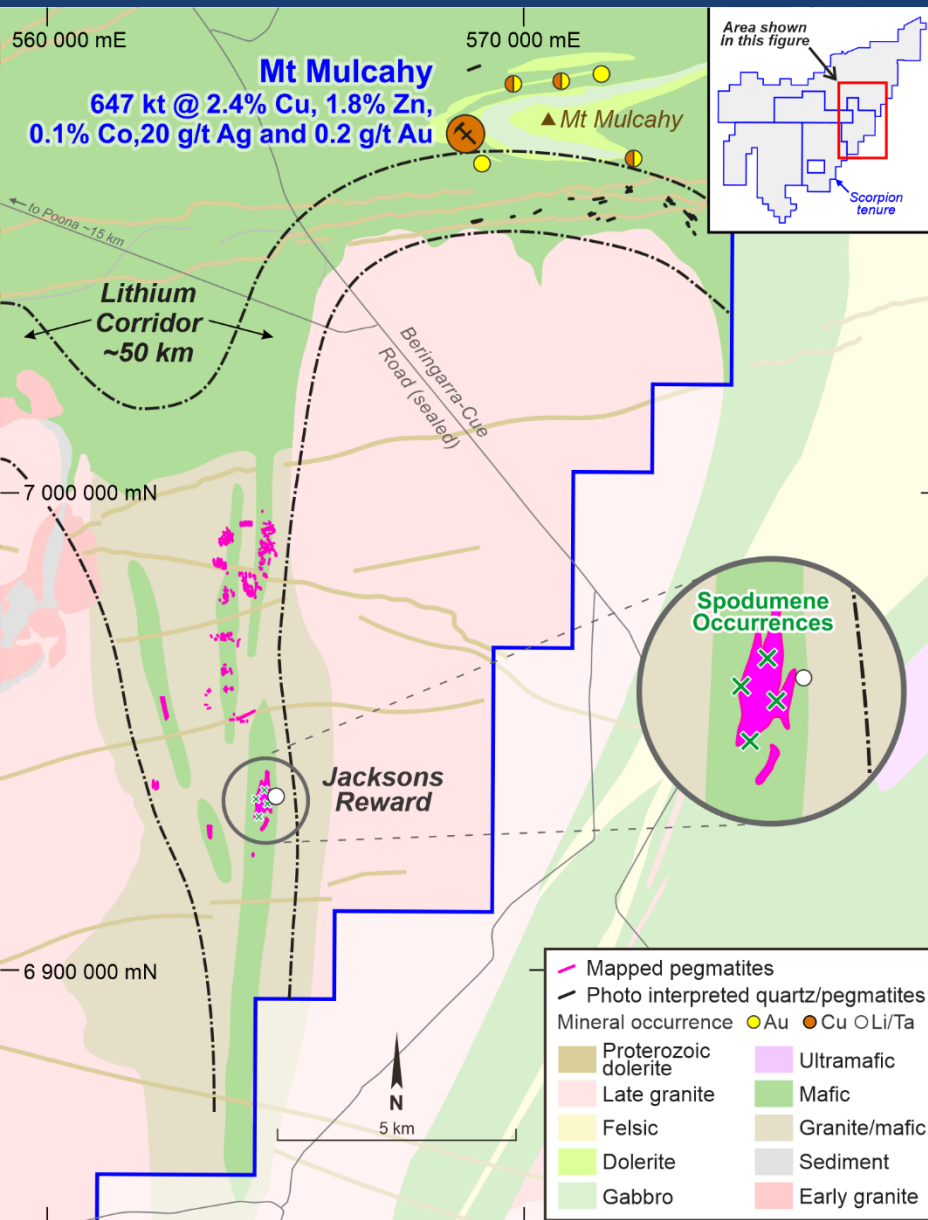 560 000 mE
570 000 mE
Mt Mulcahy
647 kt @ 2.4% Cu, 1.8% Zn,
0.1% Co,20 g/t Ag and 0.2 g/t Au
Mt Mulcahy
Area shown
in this figure
Scorpion
tenure
to Poona ~15 km
Lithium
Corridor
~50 km
Beringarra-Cue
Road (sealed)
7 000 000 mN
Spodumene
Occurrences
Jacksons
Reward
6 900 000 mN
N
5 km
Mapped pegmatites
Photo interpreted quartz/pegmatites
Mineral occurrence Au Cu Li/Ta
Proterozoic
dolerite
Late granite
Felsic
Dolerite
Gabbro
Ultramafic
Mafic
Granite/mafic
Sediment
Early granite